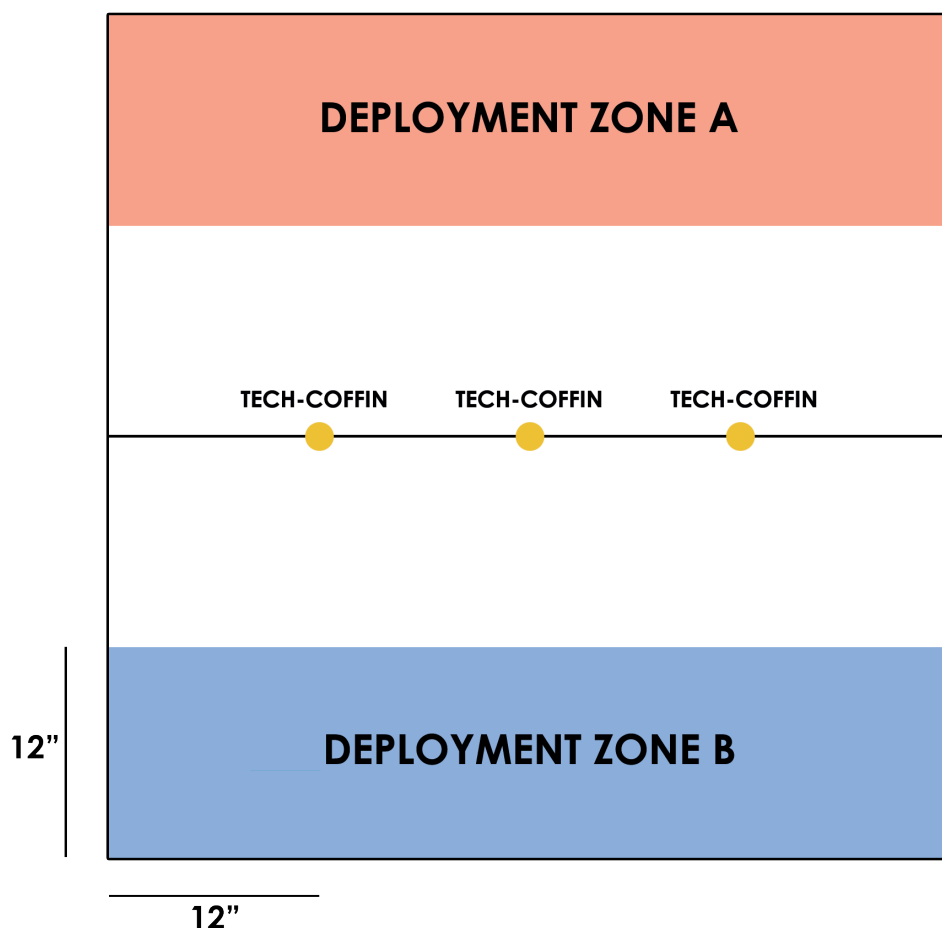 DEPLOYMENT ZONE A
TECH-COFFIN TECH-COFFIN TECH-COFFIN
12”
DEPLOYMENT ZONE B
12”